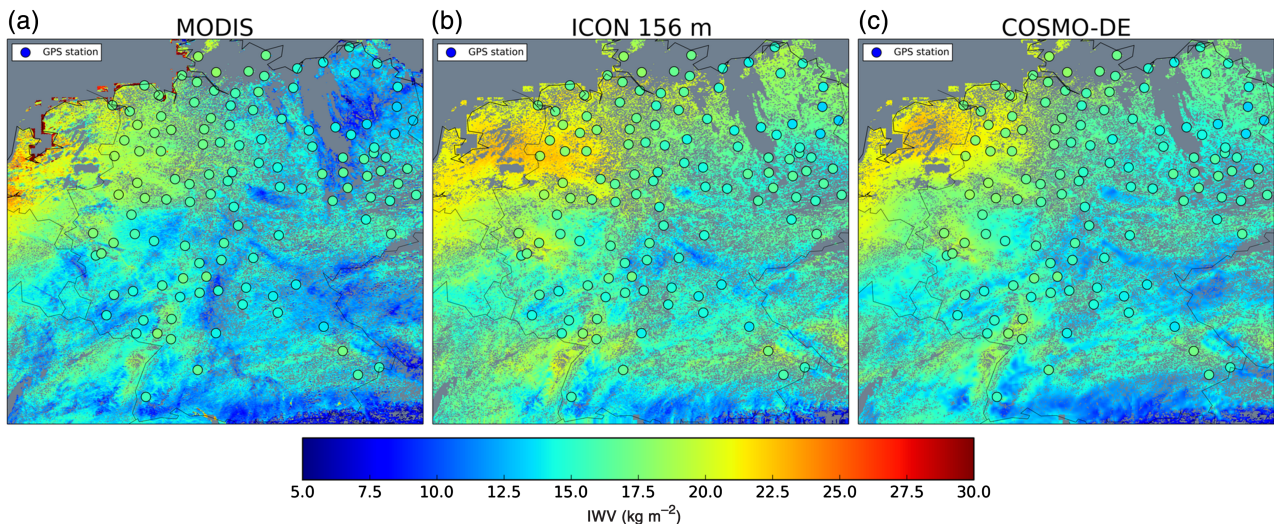 (a) MODIS
(b) ICON 156 m
(c) COSMO-DE
GPS station
GPS station
GPS station
5.0 7.5 10.0 12.5 15.0 17.5 20.0 22.5 25.0 27.5 30.0
IWV (kg m⁻²)